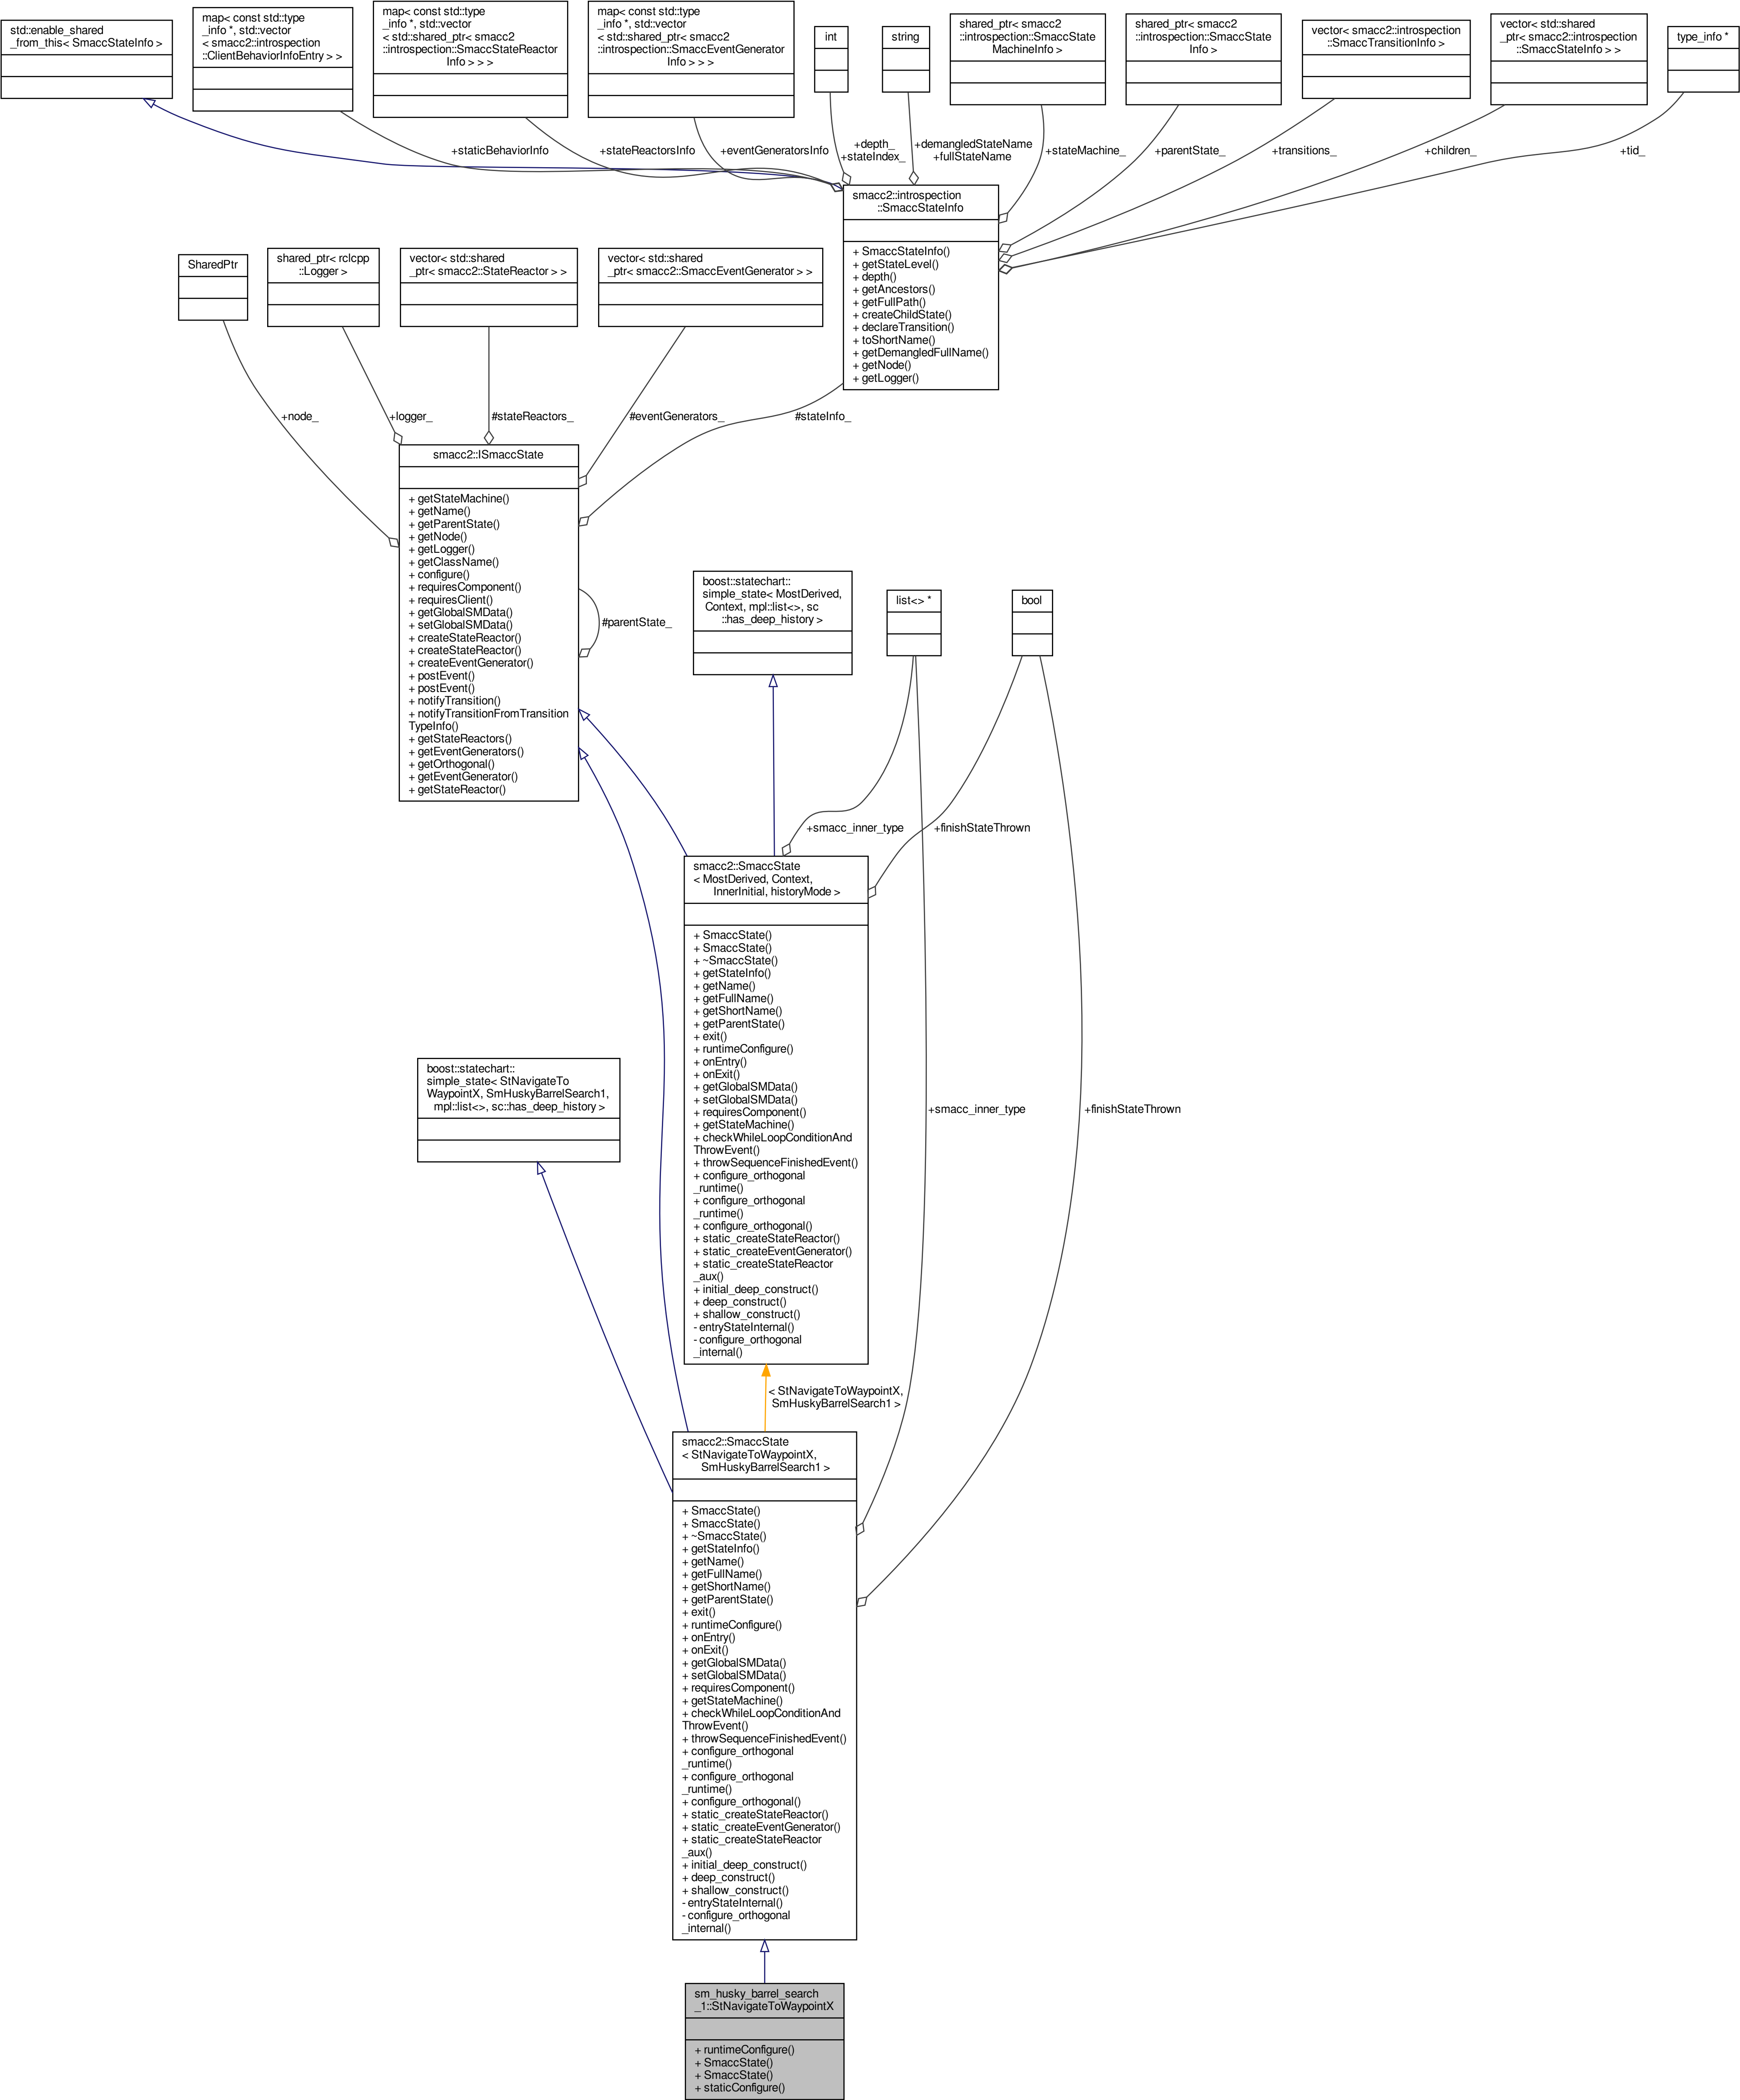 std::enable_shared
_from_this< SmaccStateInfo >
map< const std::type
_info *, std::vector
< smacc2::introspection
::ClientBehaviorInfoEntry > >
map< const std::type
_info *, std::vector
< std::shared_ptr< smacc2
::introspection::SmaccStateReactor
Info > > >
map< const std::type
_info *, std::vector
< std::shared_ptr< smacc2
::introspection::SmaccEventGenerator
Info > > >
int
string
shared_ptr< smacc2
::introspection::SmaccState
MachineInfo >
shared_ptr< smacc2
::introspection::SmaccState
Info >
vector< smacc2::introspection
::SmaccTransitionInfo >
vector< std::shared
_ptr< smacc2::introspection
::SmaccStateInfo > >
type_info *
+staticBehaviorInfo
+stateReactorsInfo
+eventGeneratorsInfo
+depth_
+stateIndex_
+demangledStateName
+fullStateName
+stateMachine_
+parentState_
+transitions_
+children_
+tid_
smacc2::introspection
::SmaccStateInfo
+ SmaccStateInfo()
+ getStateLevel()
+ depth()
+ getAncestors()
+ getFullPath()
+ createChildState()
+ declareTransition()
+ toShortName()
+ getDemangledFullName()
+ getNode()
+ getLogger()
SharedPtr
shared_ptr< rclcpp
::Logger >
vector< std::shared
_ptr< smacc2::StateReactor > >
vector< std::shared
_ptr< smacc2::SmaccEventGenerator > >
+node_
+logger_
#stateReactors_
#eventGenerators_
#stateInfo_
smacc2::ISmaccState
+ getStateMachine()
+ getName()
+ getParentState()
+ getNode()
+ getLogger()
+ getClassName()
+ configure()
+ requiresComponent()
+ requiresClient()
+ getGlobalSMData()
+ setGlobalSMData()
+ createStateReactor()
+ createStateReactor()
+ createEventGenerator()
+ postEvent()
+ postEvent()
+ notifyTransition()
+ notifyTransitionFromTransition
TypeInfo()
+ getStateReactors()
+ getEventGenerators()
+ getOrthogonal()
+ getEventGenerator()
+ getStateReactor()
#parentState_
boost::statechart::
simple_state< MostDerived,
Context, mpl::list<>, sc
::has_deep_history >
list<> *
bool
+smacc_inner_type
+finishStateThrown
smacc2::SmaccState
< MostDerived, Context,
InnerInitial, historyMode >
+ SmaccState()
+ SmaccState()
+ ~SmaccState()
+ getStateInfo()
+ getName()
+ getFullName()
+ getShortName()
+ getParentState()
+ exit()
+ runtimeConfigure()
+ onEntry()
+ onExit()
+ getGlobalSMData()
+ setGlobalSMData()
+ requiresComponent()
+ getStateMachine()
+ checkWhileLoopConditionAnd
ThrowEvent()
+ throwSequenceFinishedEvent()
+ configure_orthogonal
_runtime()
+ configure_orthogonal
_runtime()
+ configure_orthogonal()
+ static_createStateReactor()
+ static_createEventGenerator()
+ static_createStateReactor
_aux()
+ initial_deep_construct()
+ deep_construct()
+ shallow_construct()
- entryStateInternal()
- configure_orthogonal
_internal()
boost::statechart::
simple_state< StNavigateTo
WaypointX, SmHuskyBarrelSearch1,
mpl::list<>, sc::has_deep_history >
+smacc_inner_type
+finishStateThrown
< StNavigateToWaypointX,
SmHuskyBarrelSearch1 >
smacc2::SmaccState
< StNavigateToWaypointX,
SmHuskyBarrelSearch1 >
+ SmaccState()
+ SmaccState()
+ ~SmaccState()
+ getStateInfo()
+ getName()
+ getFullName()
+ getShortName()
+ getParentState()
+ exit()
+ runtimeConfigure()
+ onEntry()
+ onExit()
+ getGlobalSMData()
+ setGlobalSMData()
+ requiresComponent()
+ getStateMachine()
+ checkWhileLoopConditionAnd
ThrowEvent()
+ throwSequenceFinishedEvent()
+ configure_orthogonal
_runtime()
+ configure_orthogonal
_runtime()
+ configure_orthogonal()
+ static_createStateReactor()
+ static_createEventGenerator()
+ static_createStateReactor
_aux()
+ initial_deep_construct()
+ deep_construct()
+ shallow_construct()
- entryStateInternal()
- configure_orthogonal
_internal()
sm_husky_barrel_search
_1::StNavigateToWaypointX
+ runtimeConfigure()
+ SmaccState()
+ SmaccState()
+ staticConfigure()